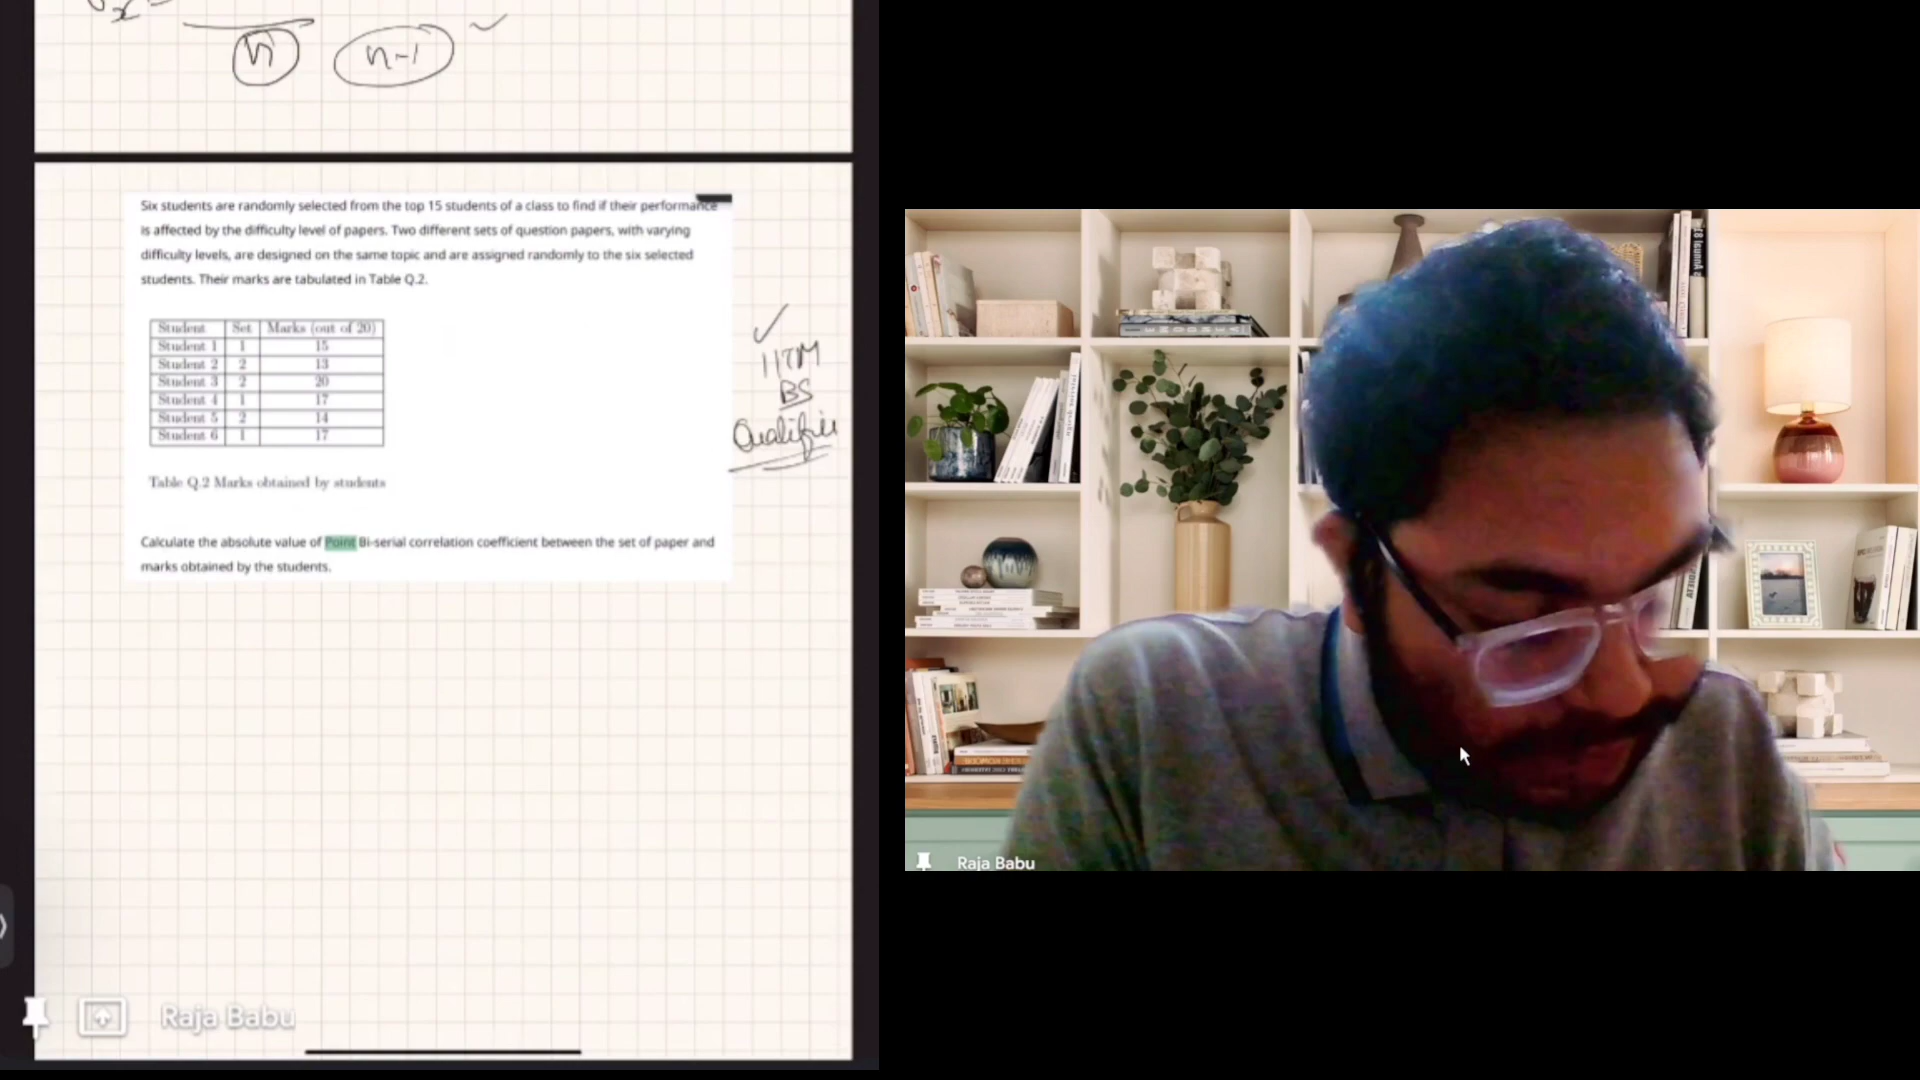 x
n n-1
Six students are randomly selected from the top 15 students of a class to find if their performance
is affected by the difficulty level of papers. Two different sets of question papers, with varying
difficulty levels, are designed on the same topic and are assigned randomly to the six selected
students. Their marks are tabulated in Table Q.2.
Student Set Marks (out of 20)
Student 1 1 15
Student 2 2 13
Student 3 2 20
Student 4 1 17
Student 5 2 14
Student 6 1 17
IITM
BS
Qualifier
Table Q.2 Marks obtained by students
Calculate the absolute value of Point Bi-serial correlation coefficient between the set of paper and
marks obtained by the students.
Raja Babu
Raja Babu